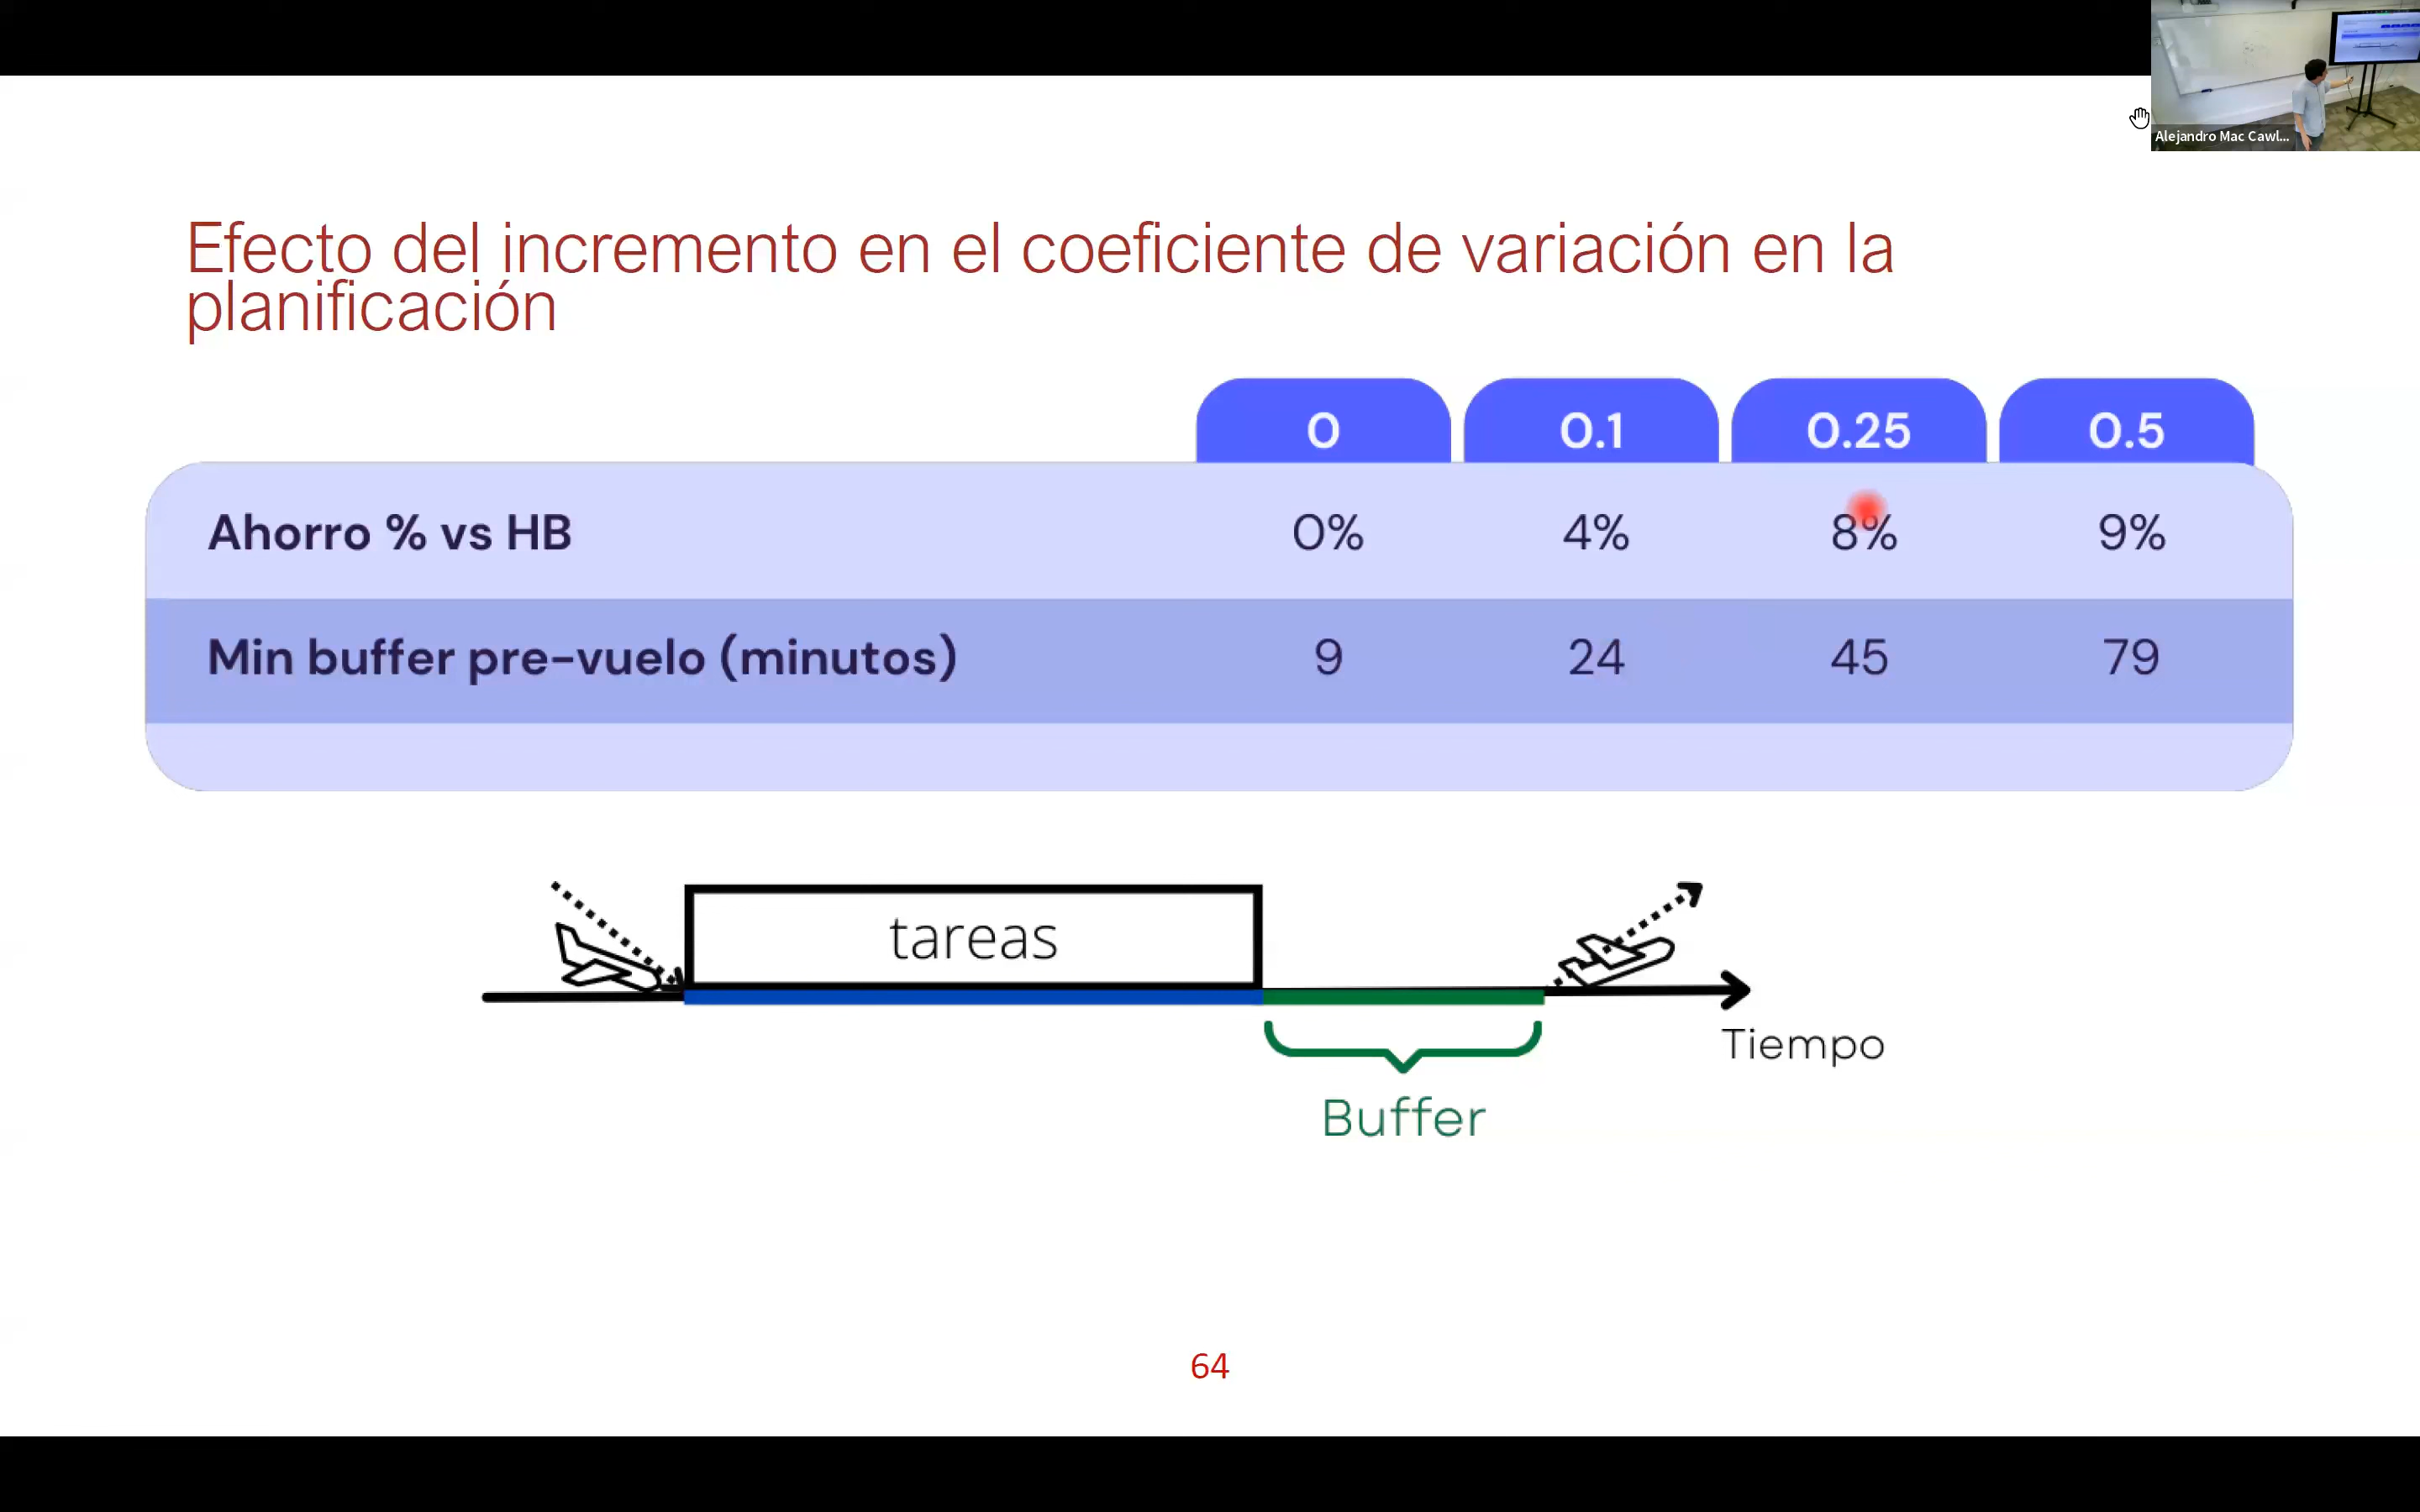 Alejandro Mac Cawl...
Efecto del incremento en el coeficiente de variación en la
planificación
0 0.1 0.25 0.5
Ahorro % vs HB 0% 4% 8% 9%
Min buffer pre-vuelo (minutos) 9 24 45 79
tareas
Tiempo
Buffer
64